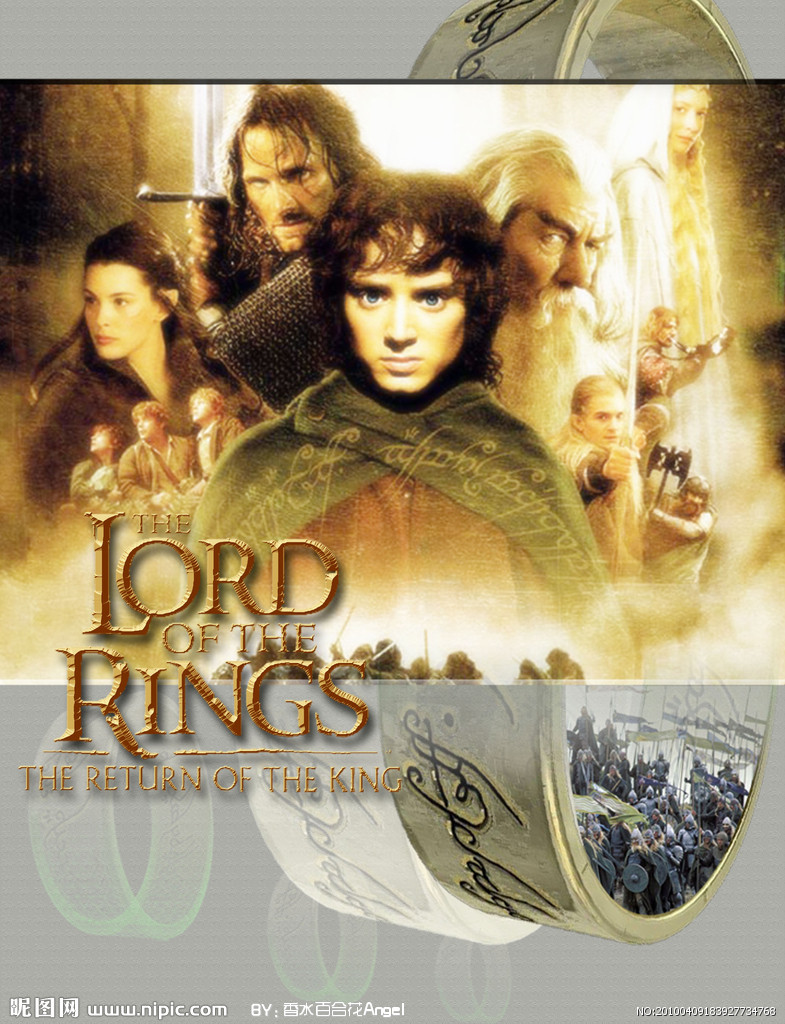 THE
LORD
OF THE
RINGS
THE RETURN OF THE KING
昵图网 www.nipic.com BY:香水百合花Angel
NO:20100409183927734768